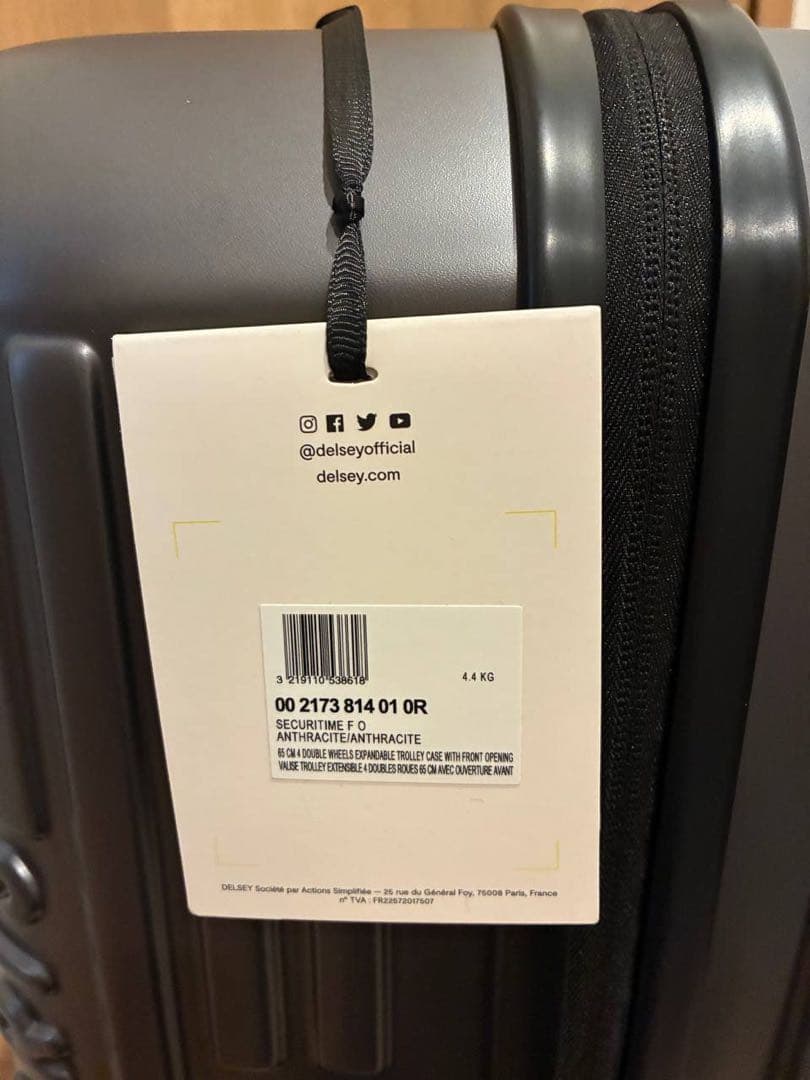 @delseyofficial
delsey.com
3 219110 538618
4.4 KG
00 2173 814 01 0R
SECURITIME F O
ANTHRACITE/ANTHRACITE
65 CM 4 DOUBLE WHEELS EXPANDABLE TROLLEY CASE WITH FRONT OPENING
VALISE TROLLEY EXTENSIBLE 4 DOUBLES ROUES 65 CM AVEC OUVERTURE AVANT
DELSEY Société par Actions Simplifiée — 25 rue du Général Foy, 75008 Paris, France
n° TVA : FR22572017507